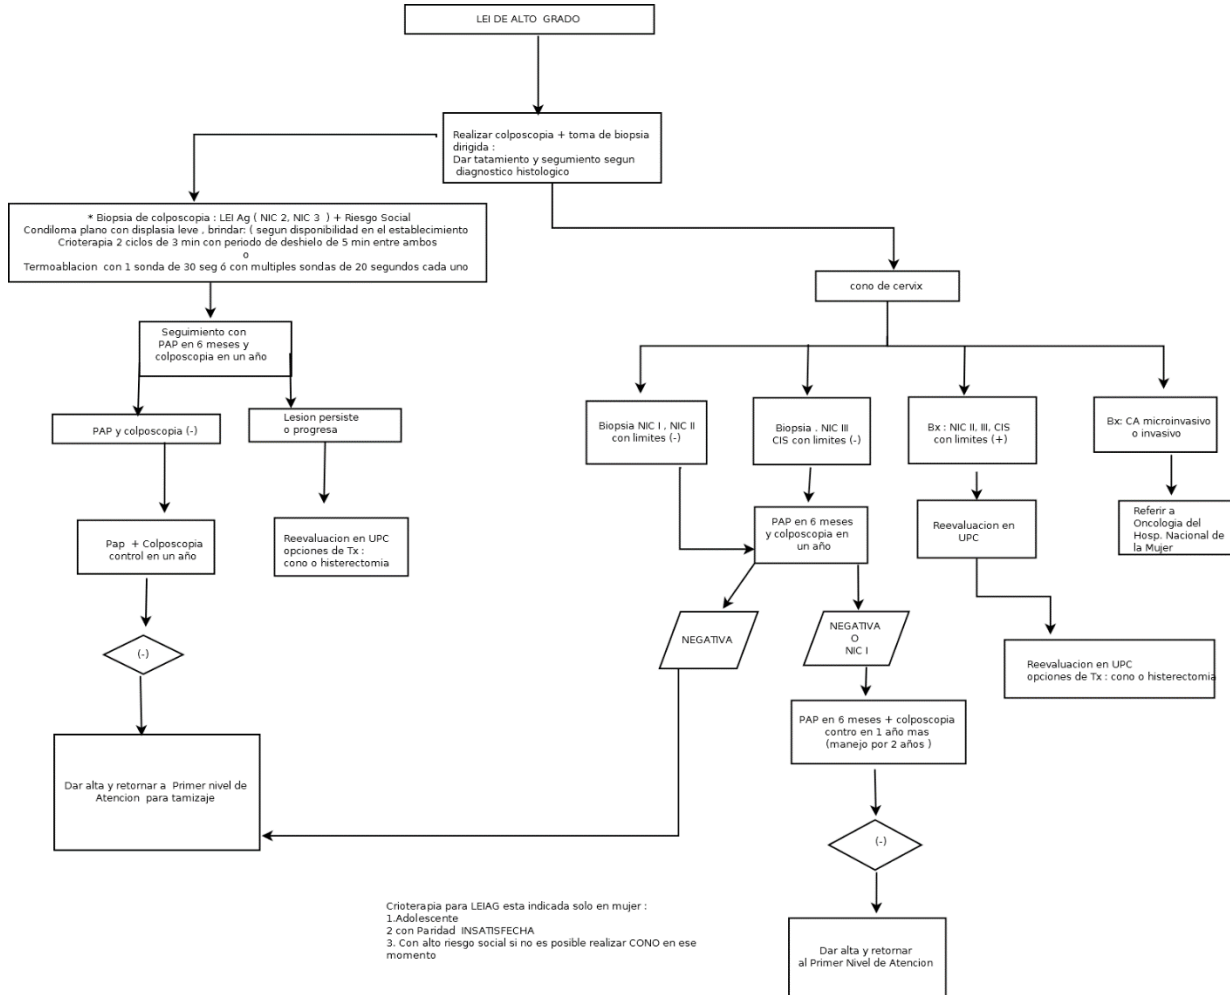 LEI DE ALTO GRADO
Realizar colposcopia + toma de biopsia
dirigida :
Dar tatamiento y segumiento segun
diagnostico histologico
* Biopsia de colposcopia : LEI Ag ( NIC 2, NIC 3 ) + Riesgo Social
Condiloma plano con displasia leve , brindar: ( segun disponibilidad en el establecimiento
Crioterapia 2 ciclos de 3 min con periodo de deshielo de 5 min entre ambos
o
Termoablacion con 1 sonda de 30 seg ó con multiples sondas de 20 segundos cada uno
cono de cervix
Seguimiento con
PAP en 6 meses y
colposcopia en un año
PAP y colposcopia (-)
Lesion persiste
o progresa
Biopsia NIC I , NIC II
con limites (-)
Biopsia . NIC III
CIS con limites (-)
Bx : NIC II, III, CIS
con limites (+)
Bx: CA microinvasivo
o invasivo
Pap + Colposcopia
control en un año
Reevaluacion en UPC
opciones de Tx :
cono o histerectomia
PAP en 6 meses
y colposcopia en
un año
Reevaluacion en
UPC
Referir a
Oncologia del
Hosp. Nacional de
la Mujer
(-)
NEGATIVA
NEGATIVA
O
NIC I
Reevaluacion en UPC
opciones de Tx : cono o histerectomia
PAP en 6 meses + colposcopia
contro en 1 año mas
(manejo por 2 años )
Dar alta y retornar a Primer nivel de
Atencion para tamizaje
(-)
Crioterapia para LEIAG esta indicada solo en mujer :
1.Adolescente
2 con Paridad INSATISFECHA
3. Con alto riesgo social si no es posible realizar CONO en ese
momento
Dar alta y retornar
al Primer Nivel de Atencion